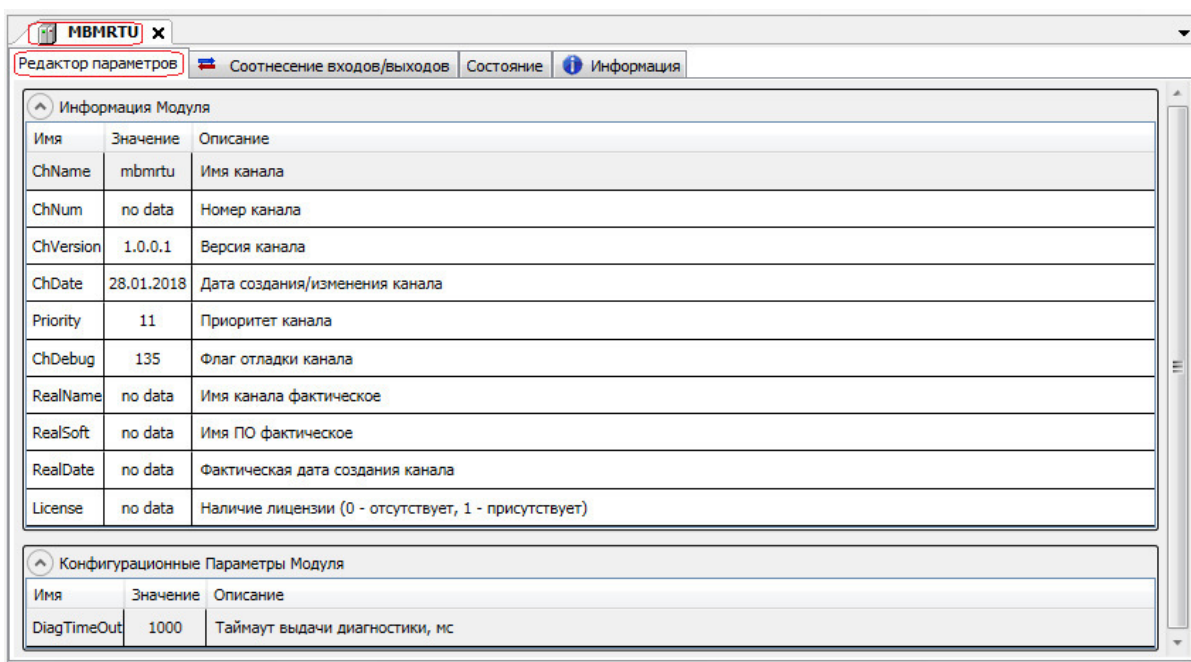 MBMRTU
Редактор параметров Соотнесение входов/выходов Состояние Информация
Информация Модуля
Имя Значение Описание
ChName mbmrtu Имя канала
ChNum no data Номер канала
ChVersion 1.0.0.1 Версия канала
ChDate 28.01.2018 Дата создания/изменения канала
Priority 11 Приоритет канала
ChDebug 135 Флаг отладки канала
RealName no data Имя канала фактическое
RealSoft no data Имя ПО фактическое
RealDate no data Фактическая дата создания канала
License no data Наличие лицензии (0 - отсутствует, 1 - присутствует)
Конфигурационные Параметры Модуля
Имя Значение Описание
DiagTimeOut 1000 Таймаут выдачи диагностики, мс